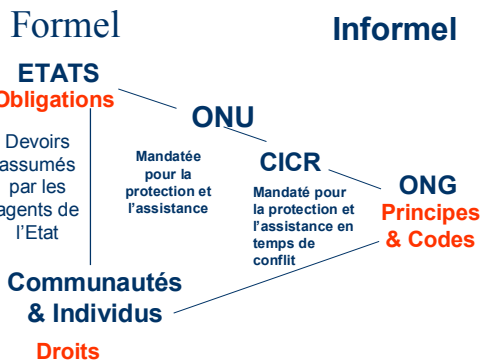 Formel
Informel
ETATS
Obligations
Devoirs
assumés
par les
agents de
l'Etat
ONU
Mandatée
pour la
protection et
l'assistance
CICR
Mandaté pour
la protection et
l'assistance en
temps de
conflit
ONG
Principes
& Codes
Communautés
& Individus
Droits